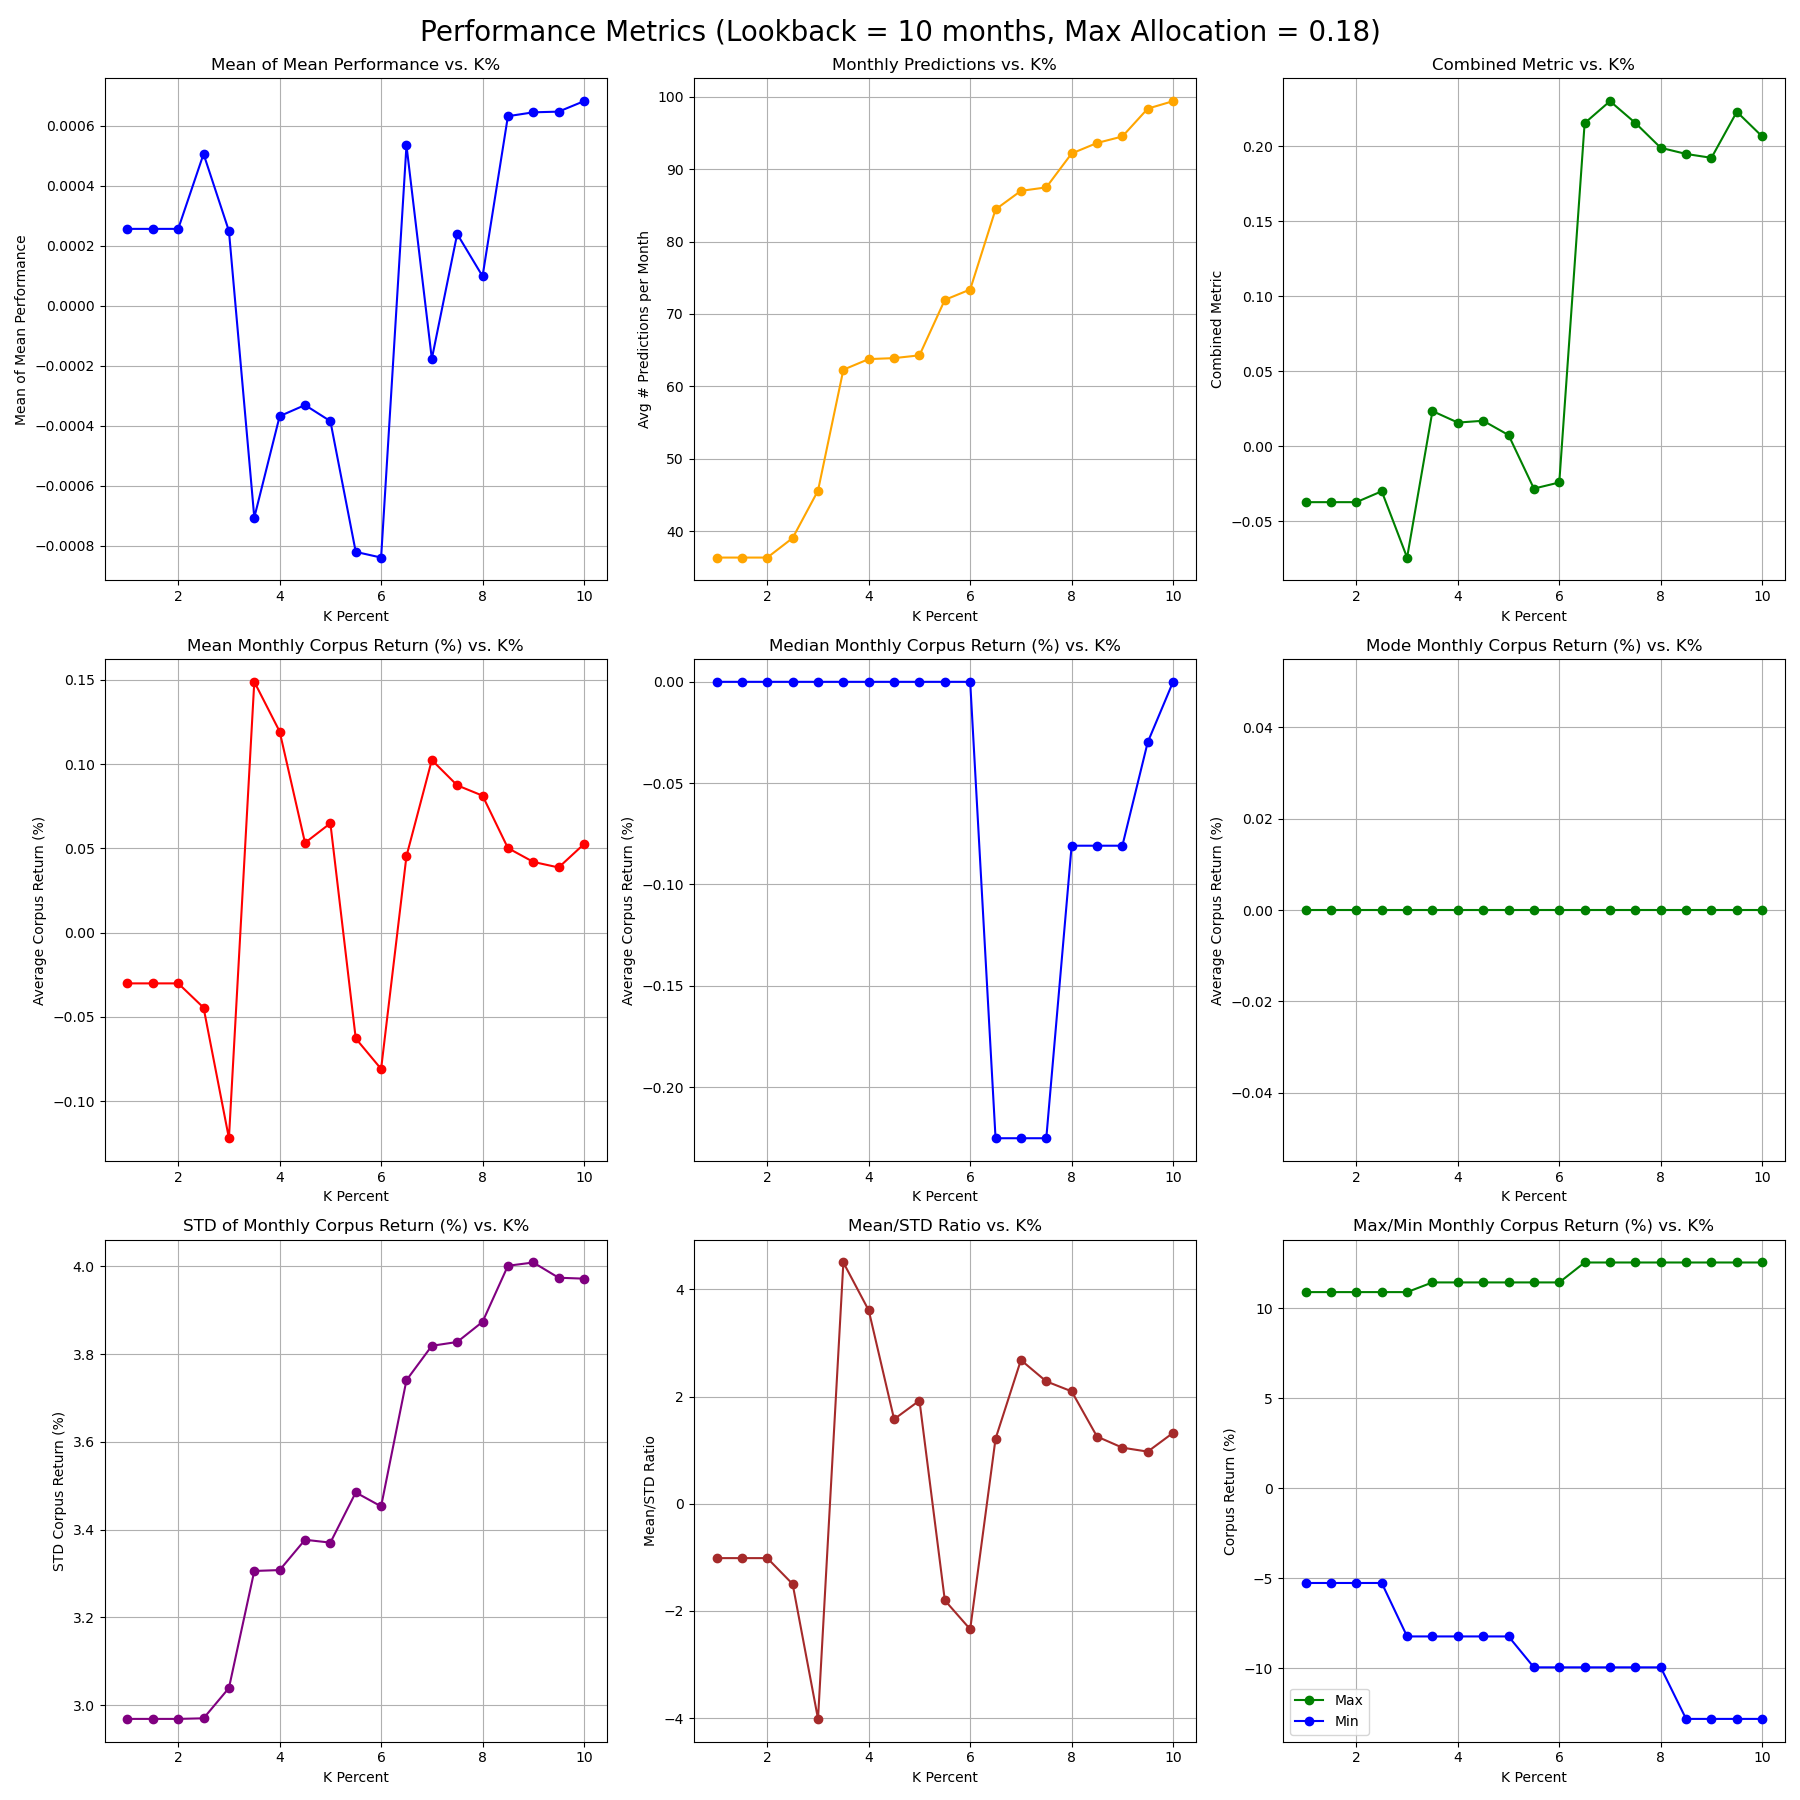 Performance Metrics (Lookback = 10 months, Max Allocation = 0.18)
Mean of Mean Performance vs. K%
Mean of Mean Performance
0.0006
0.0004
0.0002
0.0000
−0.0002
−0.0004
−0.0006
−0.0008
2 4 6 8 10
K Percent
Monthly Predictions vs. K%
Avg # Predictions per Month
100
90
80
70
60
50
40
2 4 6 8 10
K Percent
Combined Metric vs. K%
Combined Metric
0.20
0.15
0.10
0.05
0.00
−0.05
2 4 6 8 10
K Percent
Mean Monthly Corpus Return (%) vs. K%
Average Corpus Return (%)
0.15
0.10
0.05
0.00
−0.05
−0.10
2 4 6 8 10
K Percent
Median Monthly Corpus Return (%) vs. K%
Average Corpus Return (%)
0.00
−0.05
−0.10
−0.15
−0.20
2 4 6 8 10
K Percent
Mode Monthly Corpus Return (%) vs. K%
Average Corpus Return (%)
0.04
0.02
0.00
−0.02
−0.04
2 4 6 8 10
K Percent
STD of Monthly Corpus Return (%) vs. K%
STD Corpus Return (%)
4.0
3.8
3.6
3.4
3.2
3.0
2 4 6 8 10
K Percent
Mean/STD Ratio vs. K%
Mean/STD Ratio
4
2
0
−2
−4
2 4 6 8 10
K Percent
Max/Min Monthly Corpus Return (%) vs. K%
Corpus Return (%)
10
5
0
−5
−10
Max
Min
2 4 6 8 10
K Percent